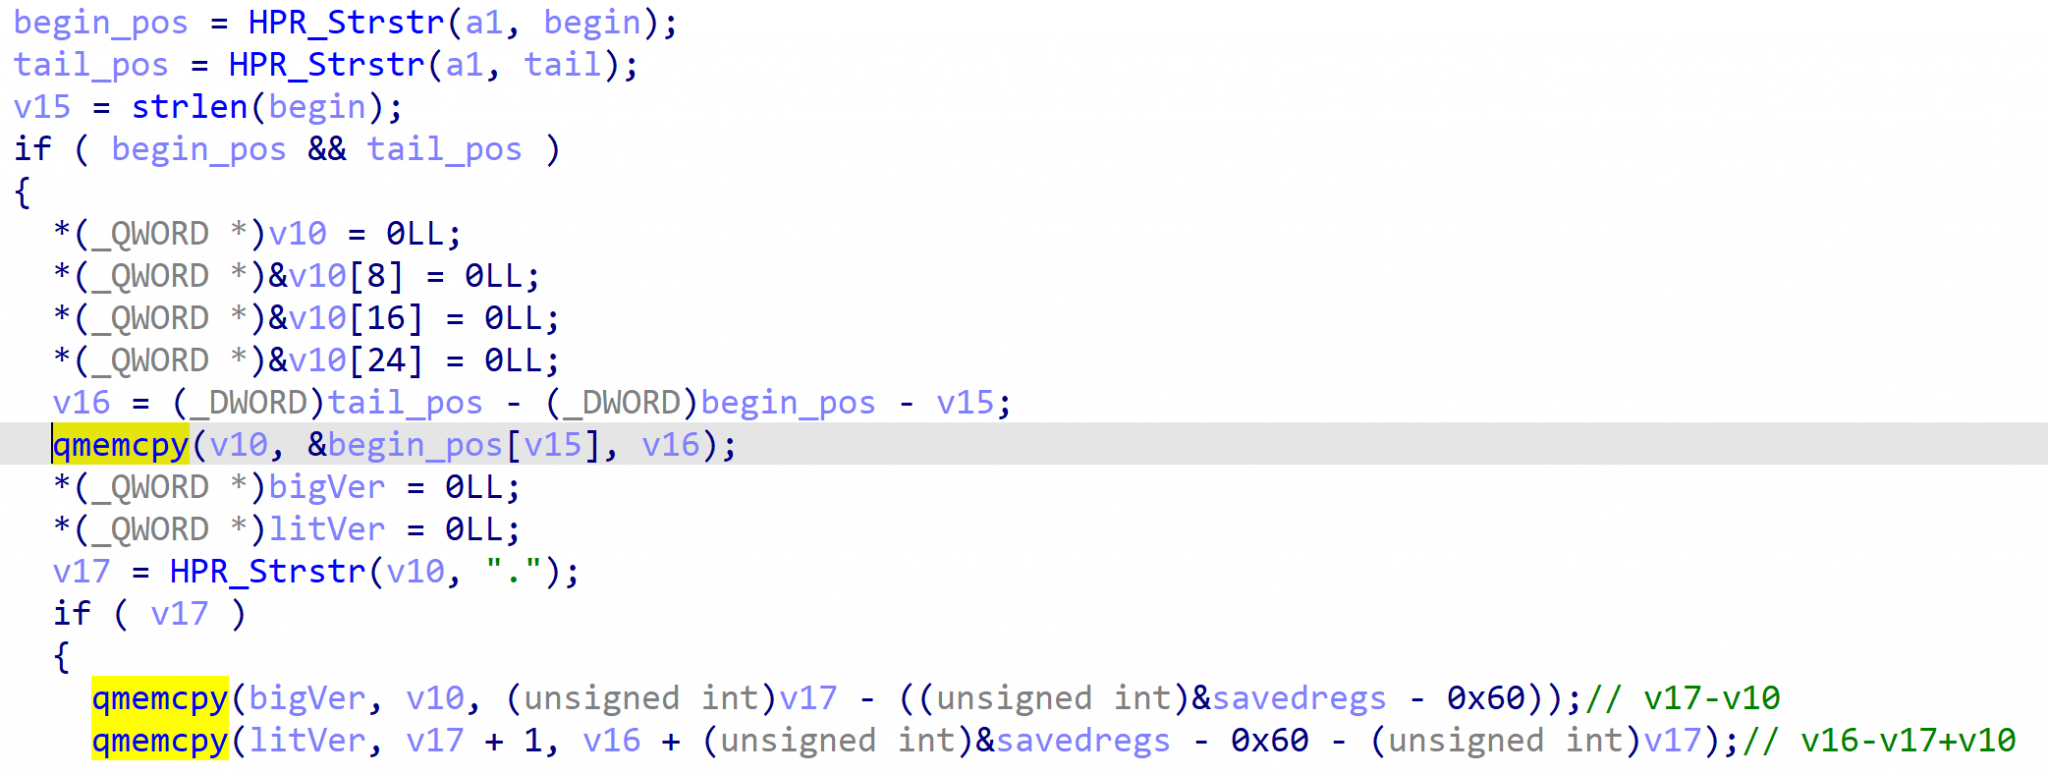 begin_pos = HPR_Strstr(a1, begin);
tail_pos = HPR_Strstr(a1, tail);
v15 = strlen(begin);
if ( begin_pos && tail_pos )
{
  *(_QWORD *)v10 = 0LL;
  *(_QWORD *)&v10[8] = 0LL;
  *(_QWORD *)&v10[16] = 0LL;
  *(_QWORD *)&v10[24] = 0LL;
  v16 = (_DWORD)tail_pos - (_DWORD)begin_pos - v15;
  qmemcpy(v10, &begin_pos[v15], v16);
  *(_QWORD *)bigVer = 0LL;
  *(_QWORD *)litVer = 0LL;
  v17 = HPR_Strstr(v10, ".");
  if ( v17 )
  {
    qmemcpy(bigVer, v10, (unsigned int)v17 - ((unsigned int)&savedregs - 0x60));// v17-v10
    qmemcpy(litVer, v17 + 1, v16 + (unsigned int)&savedregs - 0x60 - (unsigned int)v17);// v16-v17+v10